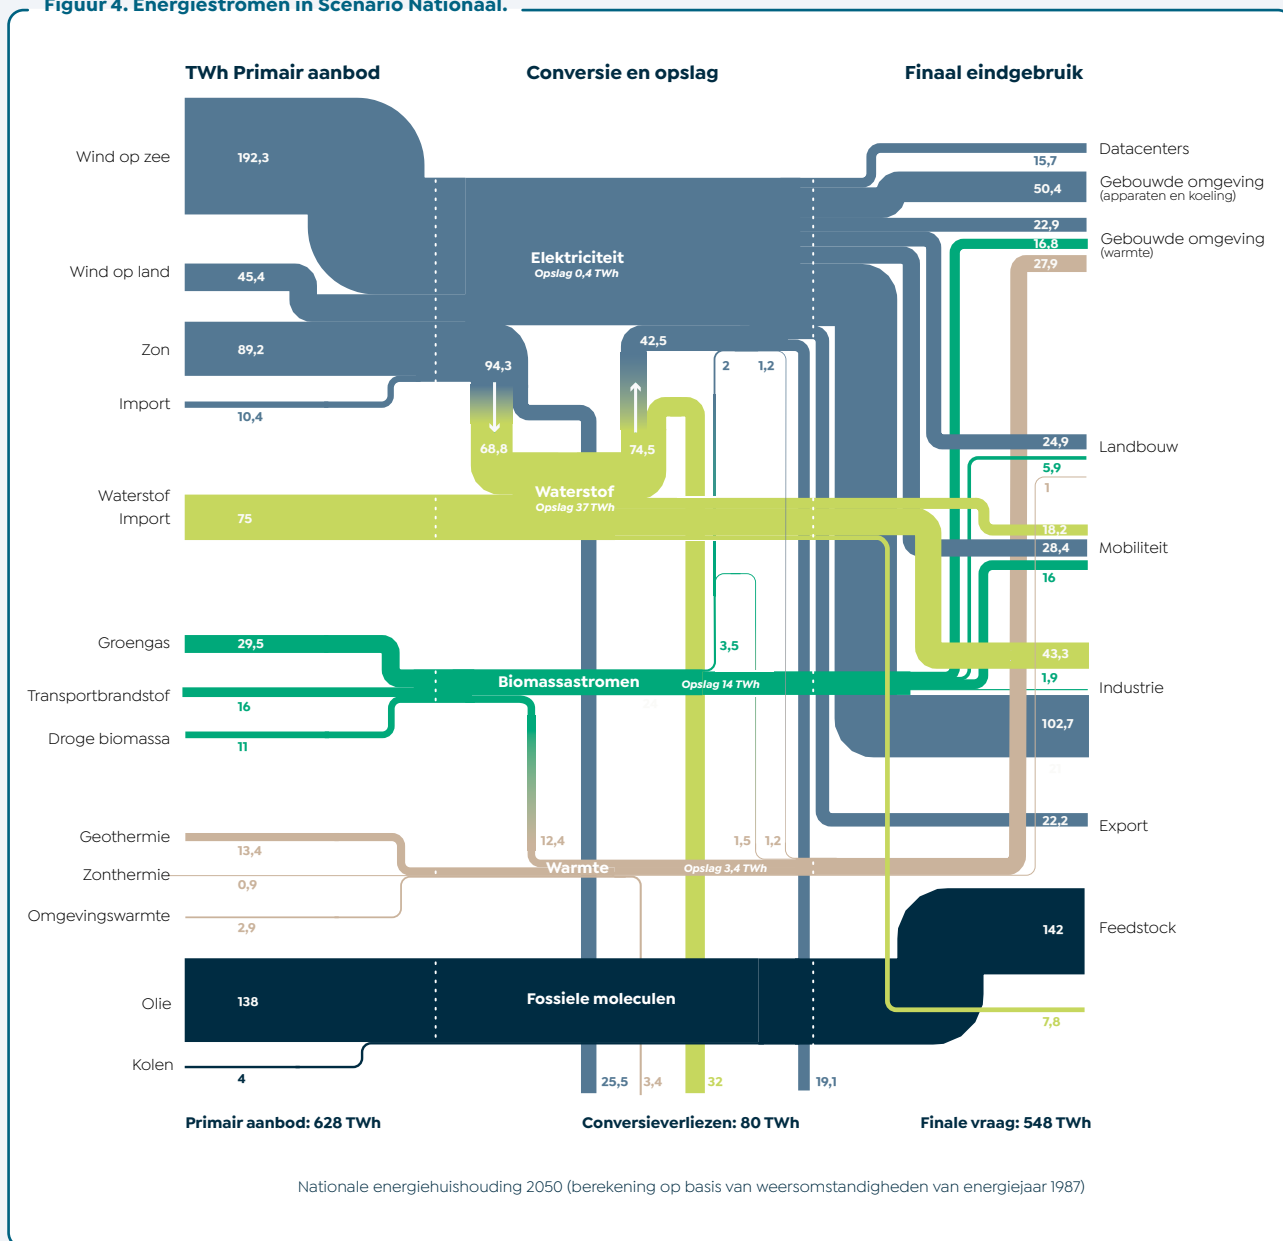 Figuur 4. Energiestromen in Scenario Nationaal.
TWh Primair aanbod
Conversie en opslag
Finaal eindgebruik
Wind op zee
192,3
Wind op land
45,4
Zon
89,2
Import
10,4
Waterstof
Import
75
Groengas
29,5
Transportbrandstof
16
Droge biomassa
11
Geothermie
13,4
Zonthermie
0,9
Omgevingswarmte
2,9
Olie
138
Kolen
4
Elektriciteit
Opslag 0,4 TWh
94,3
42,5
2
1,2
68,8
74,5
Waterstof
Opslag 37 TWh
3,5
Biomassastromen
Opslag 14 TWh
12,4
1,5
1,2
Warmte
Opslag 3,4 TWh
Fossiele moleculen
25,5
3,4
32
19,1
Datacenters
15,7
Gebouwde omgeving
(apparaten en koeling)
50,4
22,9
Gebouwde omgeving
(warmte)
16,8
27,9
Landbouw
24,9
5,9
1
18,2
Mobiliteit
28,4
16
43,3
1,9
Industrie
102,7
Export
22,2
Feedstock
142
7,8
Primair aanbod: 628 TWh
Conversieverliezen: 80 TWh
Finale vraag: 548 TWh
Nationale energiehuishouding 2050 (berekening op basis van weersomstandigheden van energiejaar 1987)